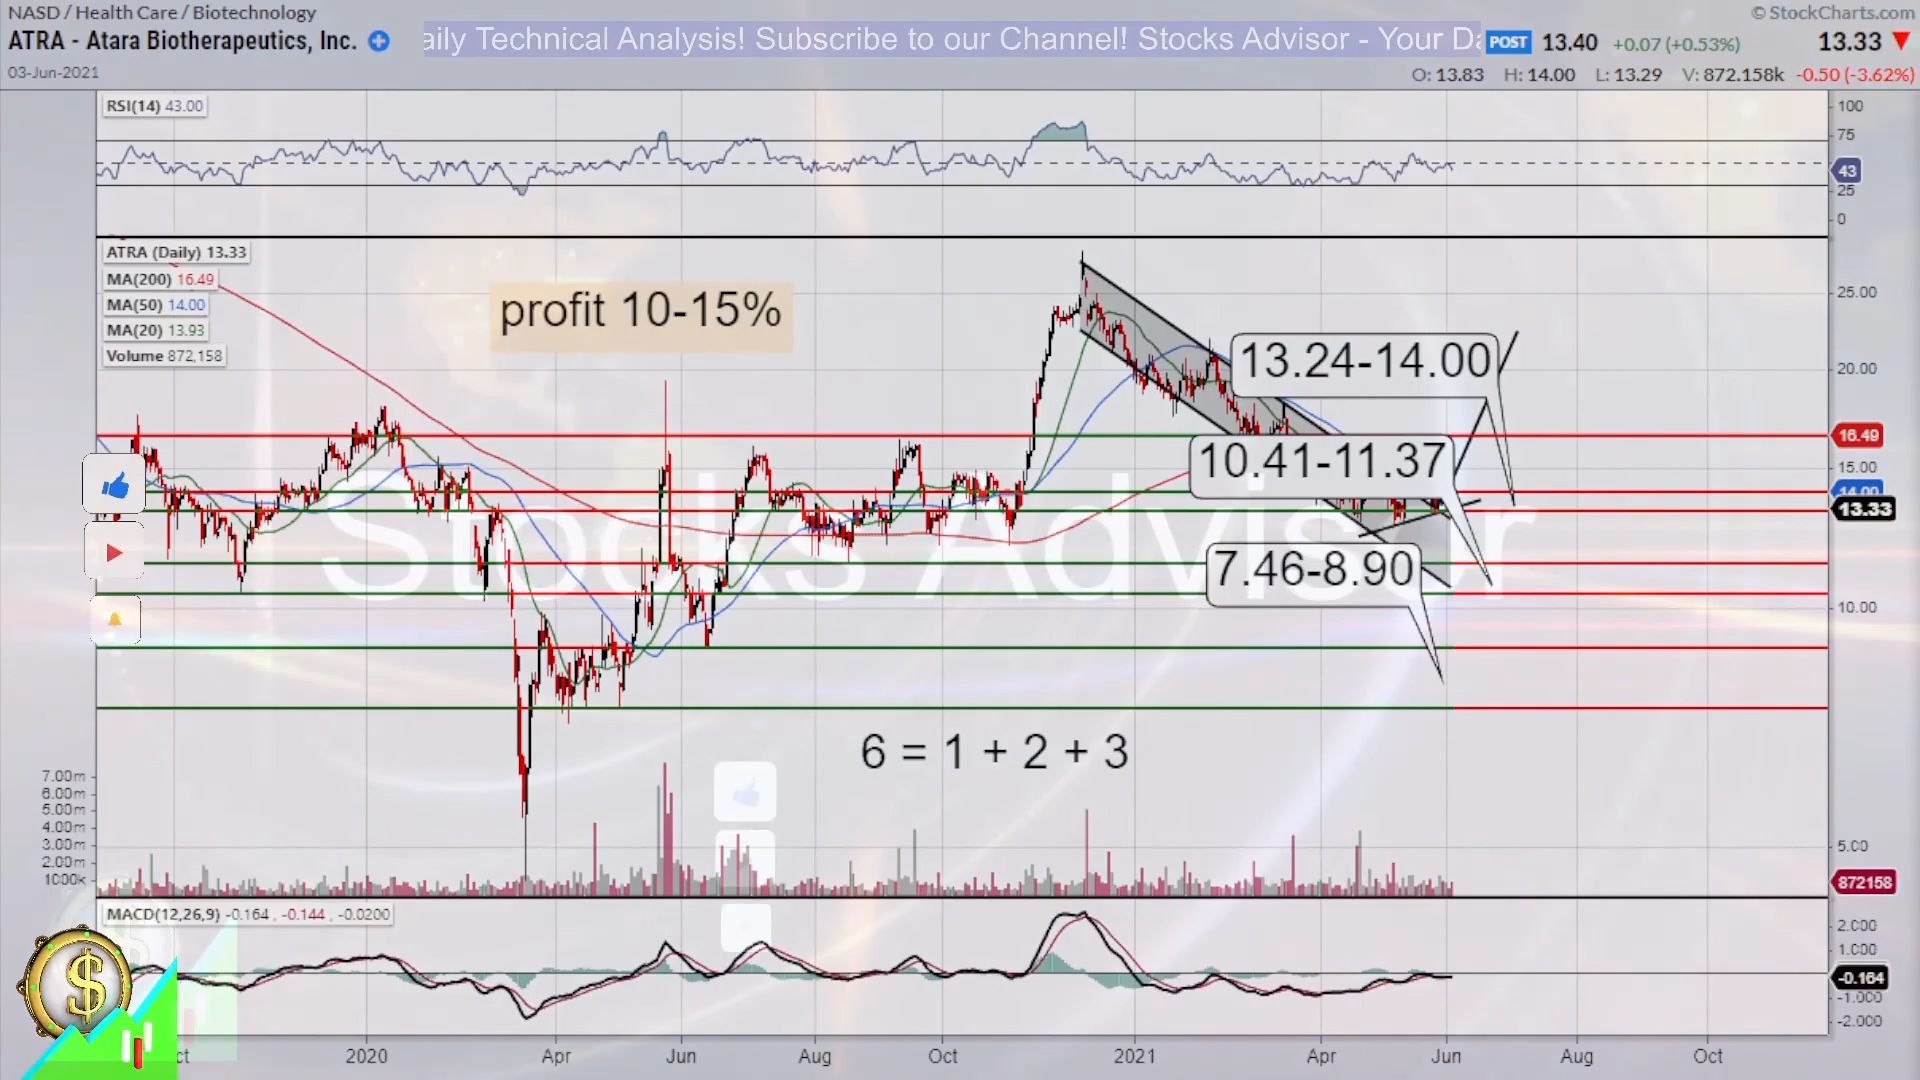 NASD / Health Care / Biotechnology
© StockCharts.com
ATRA - Atara Biotherapeutics, Inc.
aily Technical Analysis! Subscribe to our Channel! Stocks Advisor - Your Da
POST 13.40 +0.07 (+0.53%) 13.33
03-Jun-2021
O: 13.83 H: 14.00 L: 13.29 V: 872.158k -0.50 (-3.62%)
RSI(14) 43.00
100
75
43
25
0
ATRA (Daily) 13.33
MA(200) 16.49
MA(50) 14.00
MA(20) 13.93
Volume 872,158
profit 10-15%
25.00
20.00
13.24-14.00
16.49
10.41-11.37
15.00
14.00
13.33
Stocks Advisor
7.46-8.90
10.00
6 = 1 + 2 + 3
7.00m
6.00m
5.00m
4.00m
3.00m
2.00m
1000k
5.00
872158
MACD(12,26,9) -0.164 , -0.144 , -0.0200
2.000
1.000
-0.164
-1.000
-2.000
ct 2020 Apr Jun Aug Oct 2021 Apr Jun Aug Oct